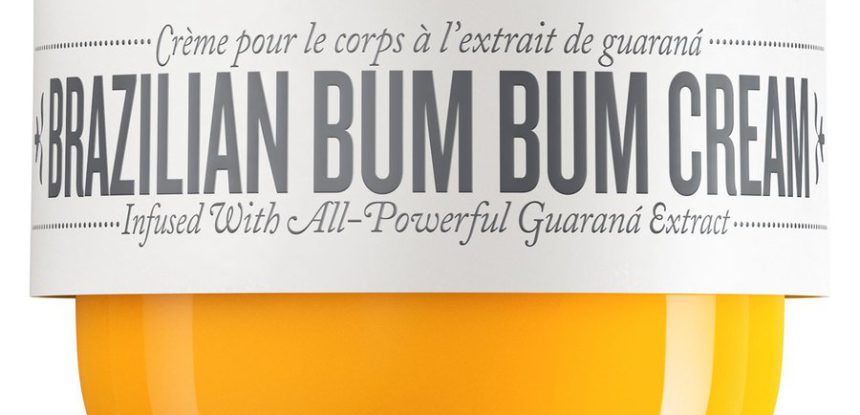 Crème pour le corps à l'extrait de guaraná
BRAZILIAN BUM BUM CREAM
Infused With All-Powerful Guaraná Extract